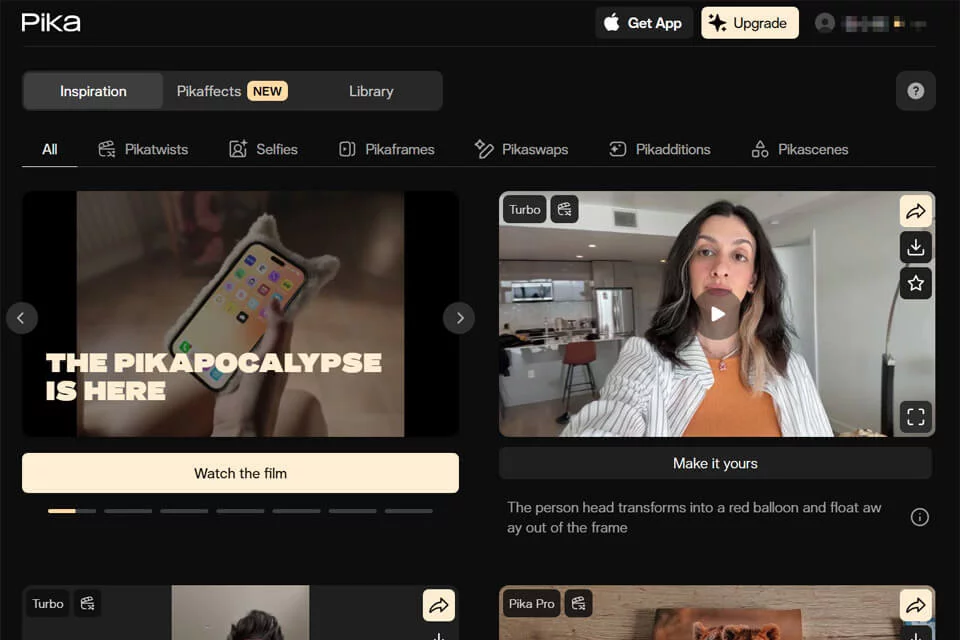 Pika
Get App
Upgrade
Inspiration
Pikaffects NEW
Library
All
Pikatwists
Selfies
Pikaframes
Pikaswaps
Pikadditions
Pikascenes
THE PIKAPOCALYPSE
IS HERE
Watch the film
Turbo
Make it yours
The person head transforms into a red balloon and float aw
ay out of the frame
Turbo
Pika Pro